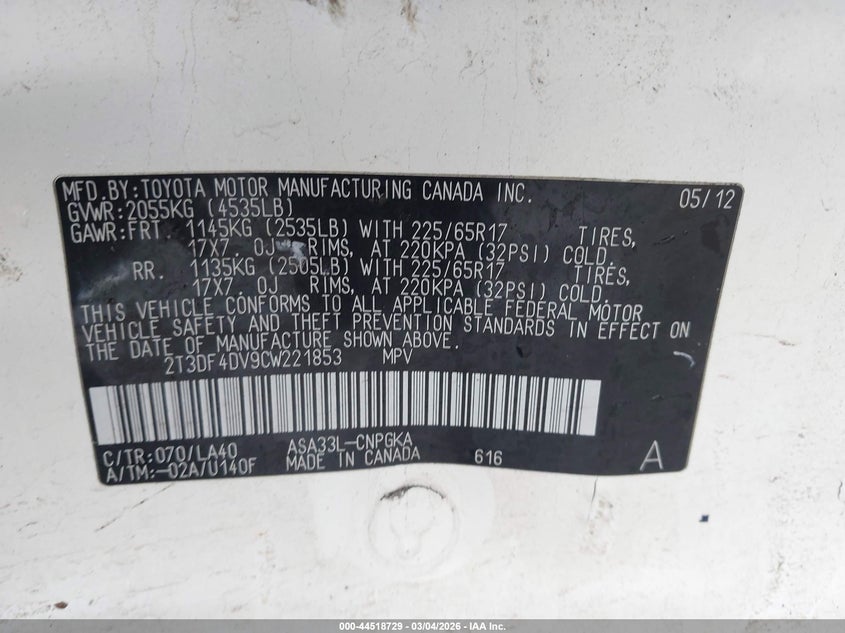 MFD.BY:TOYOTA MOTOR MANUFACTURING CANADA INC. 05/12
GVWR:2055KG (4535LB)
GAWR:FRT. 1145KG (2535LB) WITH 225/65R17 TIRES,
17X7. 0J RIMS, AT 220KPA (32PSI) COLD.
RR. 1135KG (2505LB) WITH 225/65R17 TIRES,
17X7. 0J RIMS, AT 220KPA (32PSI) COLD.
THIS VEHICLE CONFORMS TO ALL APPLICABLE FEDERAL MOTOR
VEHICLE SAFETY AND THEFT PREVENTION STANDARDS IN EFFECT ON
THE DATE OF MANUFACTURE SHOWN ABOVE.
2T3DF4DV9CW221853 MPV
C/TR:070/LA40 ASA33L-CNPGKA
A/TM:-02A/U140F MADE IN CANADA 616 A
000-44518729 - 03/04/2026 - IAA Inc.